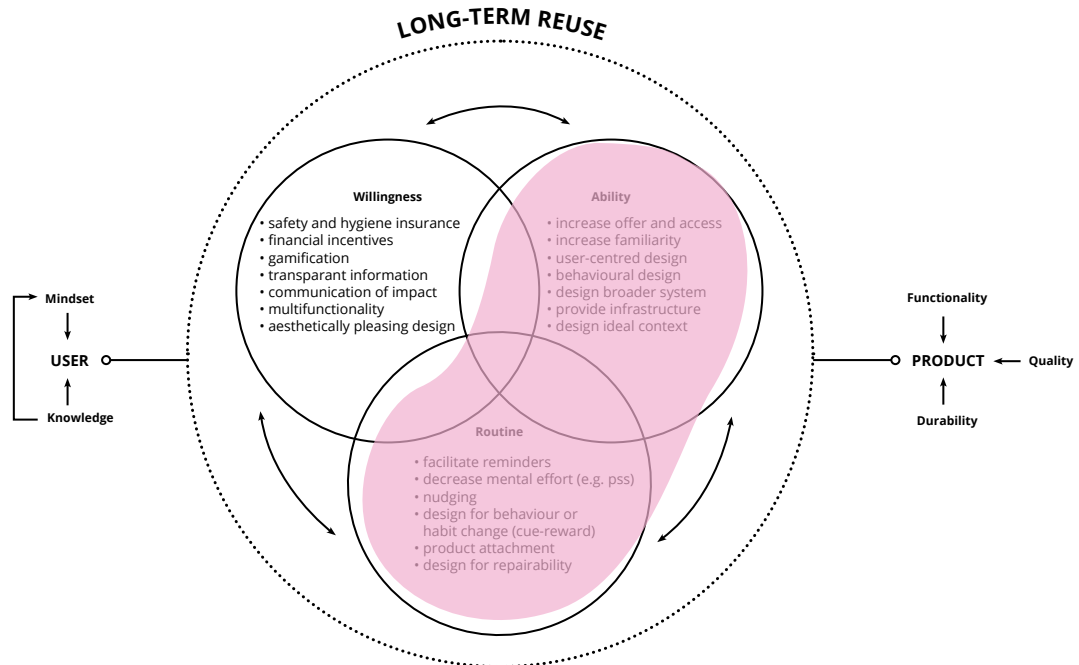 LONG-TERM REUSE
Willingness
• safety and hygiene insurance
• financial incentives
• gamification
• transparant information
• communication of impact
• multifunctionality
• aesthetically pleasing design
Ability
• increase offer and access
• increase familiarity
• user-centred design
• behavioural design
• design broader system
• provide infrastructure
• design ideal context
Routine
• facilitate reminders
• decrease mental effort (e.g. pss)
• nudging
• design for behaviour or
habit change (cue-reward)
• product attachment
• design for repairability
Mindset
USER
Knowledge
Functionality
PRODUCT
Quality
Durability